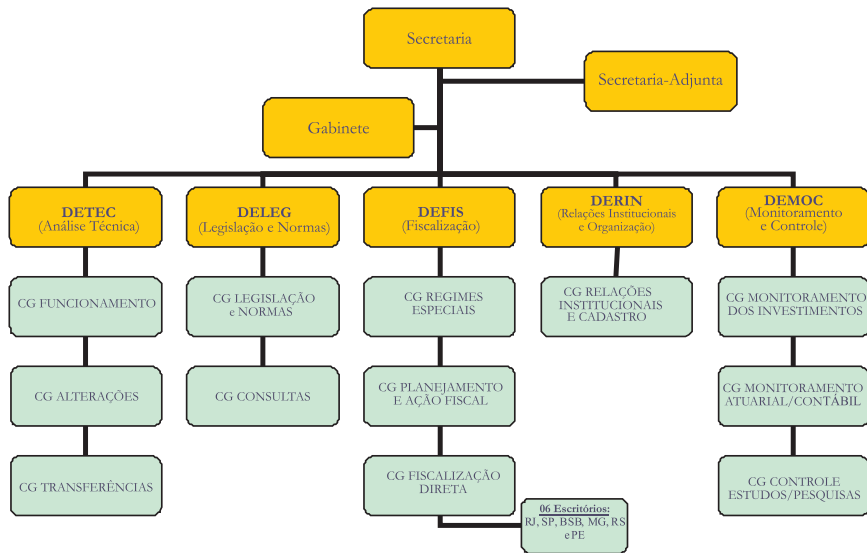 Secretaria
Secretaria-Adjunta
Gabinete
DETEC
(Análise Técnica)
DELEG
(Legislação e Normas)
DEFIS
(Fiscalização)
DERIN
(Relações Institucionais
e Organização)
DEMOC
(Monitoramento
e Controle)
CG FUNCIONAMENTO
CG LEGISLAÇÃO
e NORMAS
CG REGIMES
ESPECIAIS
CG RELAÇÕES
INSTITUCIONAIS
E CADASTRO
CG MONITORAMENTO
DOS INVESTIMENTOS
CG ALTERAÇÕES
CG CONSULTAS
CG PLANEJAMENTO
E AÇÃO FISCAL
CG MONITORAMENTO
ATUARIAL/CONTÁBIL
CG TRANSFERÊNCIAS
CG FISCALIZAÇÃO
DIRETA
CG CONTROLE
ESTUDOS/PESQUISAS
06 Escritórios:
RJ, SP, BSB, MG, RS
e PE